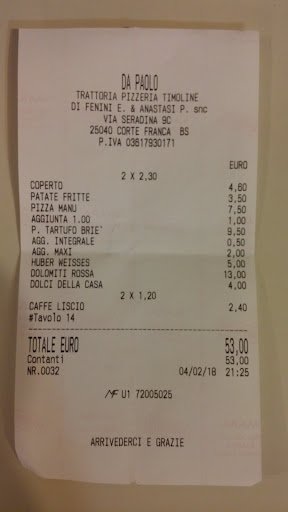 DA PAOLO
TRATTORIA PIZZERIA TIMOLINE
DI FENINI E. & ANASTASI P. snc
VIA SERADINA 9C
25040 CORTE FRANCA BS
P.IVA 03617930171
EURO
2 X 2,30
COPERTO 4,60
PATATE FRITTE 3,50
PIZZA MANU 7,50
AGGIUNTA 1.00 1,00
P. TARTUFO BRIE' 9,50
AGG. INTEGRALE 0,50
AGG. MAXI 2,00
HUBER WEISSES 5,00
DOLOMITI ROSSA 13,00
DOLCI DELLA CASA 4,00
2 X 1,20
CAFFE LISCIO 2,40
#Tavolo 14
TOTALE EURO 53,00
Contanti 53,00
NR.0032 04/02/18 21:25
MF U1 72005025
ARRIVEDERCI E GRAZIE